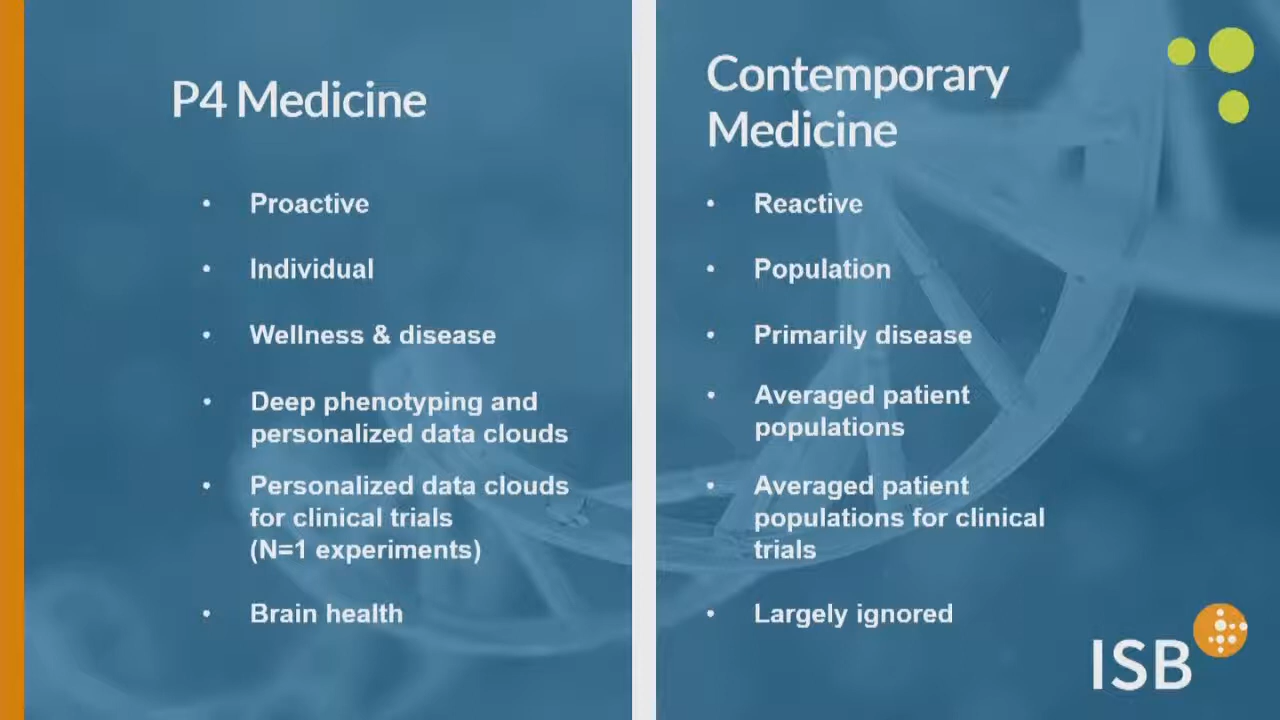 P4 Medicine
• Proactive
• Individual
• Wellness & disease
• Deep phenotyping and
personalized data clouds
• Personalized data clouds
for clinical trials
(N=1 experiments)
• Brain health
Contemporary
Medicine
• Reactive
• Population
• Primarily disease
• Averaged patient
populations
• Averaged patient
populations for clinical
trials
• Largely ignored
ISB